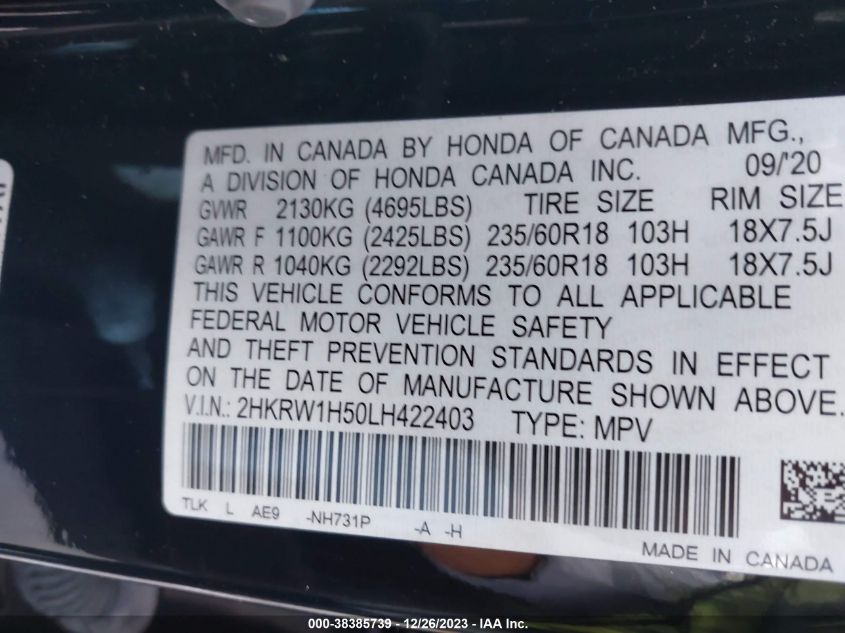 MFD. IN CANADA BY HONDA OF CANADA MFG.,
A DIVISION OF HONDA CANADA INC. 09/'20
GVWR 2130KG (4695LBS) TIRE SIZE RIM SIZE
GAWR F 1100KG (2425LBS) 235/60R18 103H 18X7.5J
GAWR R 1040KG (2292LBS) 235/60R18 103H 18X7.5J
THIS VEHICLE CONFORMS TO ALL APPLICABLE
FEDERAL MOTOR VEHICLE SAFETY
AND THEFT PREVENTION STANDARDS IN EFFECT
ON THE DATE OF MANUFACTURE SHOWN ABOVE.
V.I.N.: 2HKRW1H50LH422403 TYPE: MPV
TLK L AE9 -NH731P -A -H
MADE IN CANADA
000-38385739 - 12/26/2023 - IAA Inc.